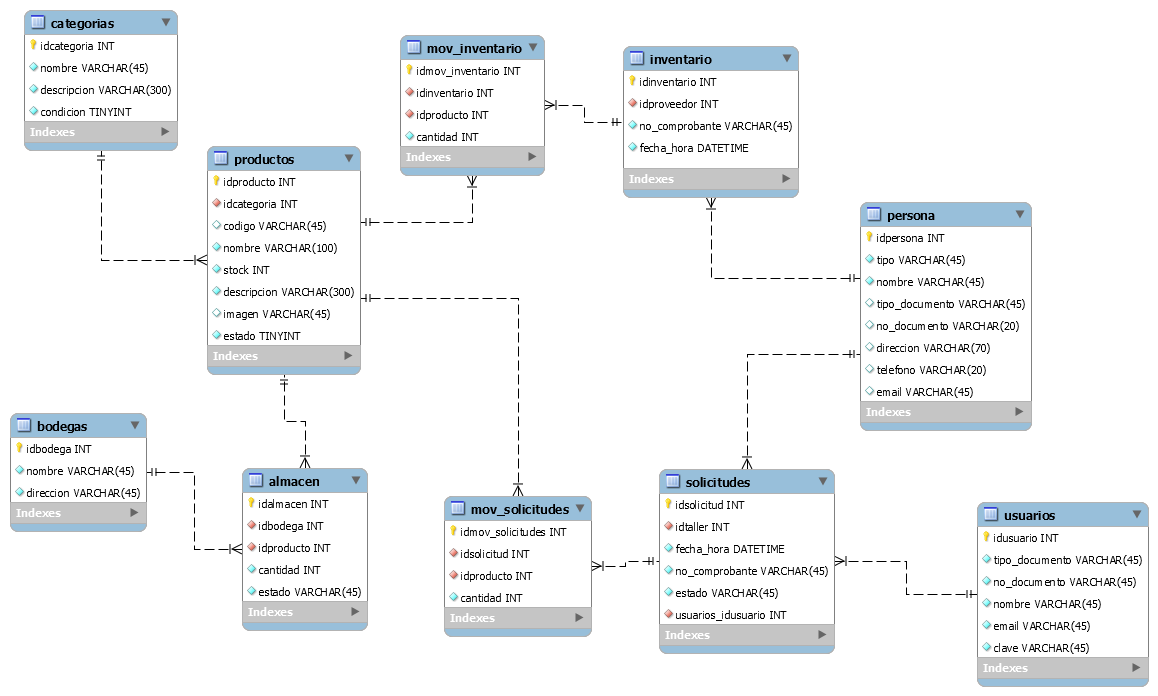 categorias
idcategoria INT
nombre VARCHAR(45)
descripcion VARCHAR(300)
condicion TINYINT
Indexes
productos
idproducto INT
idcategoria INT
codigo VARCHAR(45)
nombre VARCHAR(100)
stock INT
descripcion VARCHAR(300)
imagen VARCHAR(45)
estado TINYINT
Indexes
mov_inventario
idmov_inventario INT
idinventario INT
idproducto INT
cantidad INT
Indexes
inventario
idinventario INT
idproveedor INT
no_comprobante VARCHAR(45)
fecha_hora DATETIME
Indexes
persona
idpersona INT
tipo VARCHAR(45)
nombre VARCHAR(45)
tipo_documento VARCHAR(45)
no_documento VARCHAR(20)
direccion VARCHAR(70)
telefono VARCHAR(20)
email VARCHAR(45)
Indexes
bodegas
idbodega INT
nombre VARCHAR(45)
direccion VARCHAR(45)
Indexes
almacen
idalmacen INT
idbodega INT
idproducto INT
cantidad INT
estado VARCHAR(45)
Indexes
mov_solicitudes
idmov_solicitudes INT
idsolicitud INT
idproducto INT
cantidad INT
Indexes
solicitudes
idsolicitud INT
idtaller INT
fecha_hora DATETIME
no_comprobante VARCHAR(45)
estado VARCHAR(45)
usuarios_idusuario INT
Indexes
usuarios
idusuario INT
tipo_documento VARCHAR(45)
no_documento VARCHAR(45)
nombre VARCHAR(45)
email VARCHAR(45)
clave VARCHAR(45)
Indexes